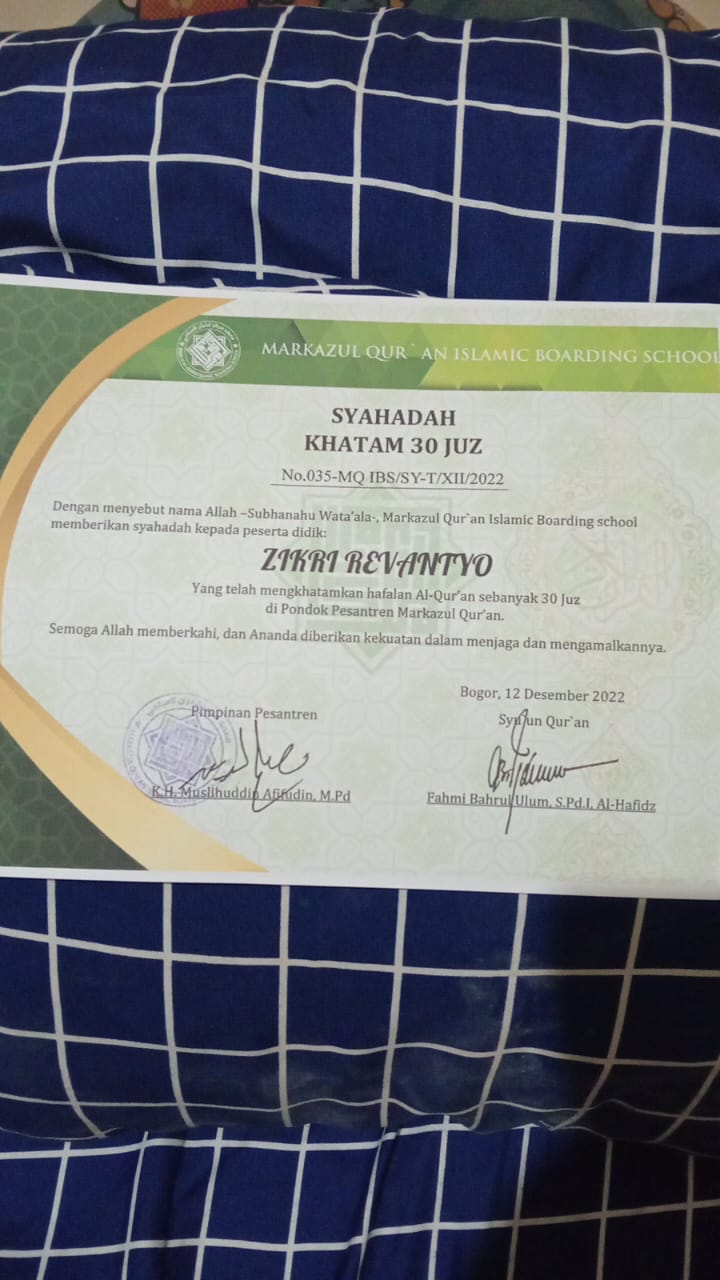 MARKAZUL QUR`AN ISLAMIC BOARDING SCHOOL
SYAHADAH
KHATAM 30 JUZ
No.035-MQ IBS/SY-T/XII/2022
Dengan menyebut nama Allah –Subhanahu Wata’ala-, Markazul Qur`an Islamic Boarding school
memberikan syahadah kepada peserta didik:
ZIKRI REVANTYO
Yang telah mengkhatamkan hafalan Al-Qur’an sebanyak 30 Juz
di Pondok Pesantren Markazul Qur’an.
Semoga Allah memberkahi, dan Ananda diberikan kekuatan dalam menjaga dan mengamalkannya.
Bogor, 12 Desember 2022
Pimpinan Pesantren
Syu'un Qur`an
K.H. Muslihuddin Afifudin, M.Pd
Fahmi Bahrul Ulum, S.Pd.I, Al-Hafidz